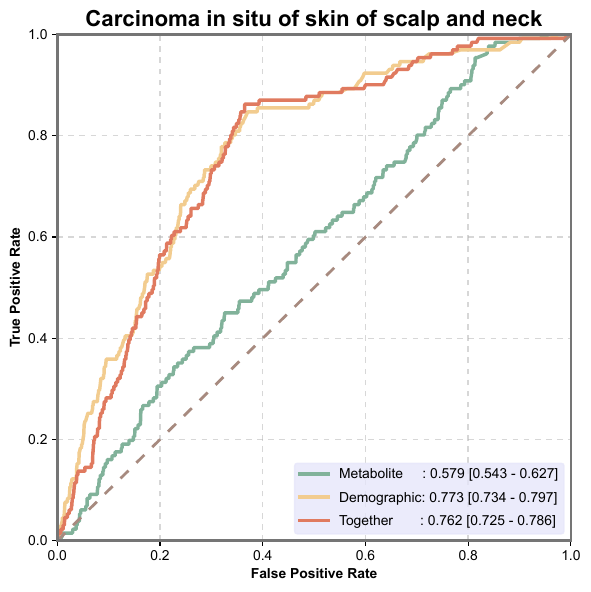 Carcinoma in situ of skin of scalp and neck
True Positive Rate
1.0
0.8
0.6
0.4
0.2
0.0
Metabolite : 0.579 [0.543 - 0.627]
Demographic: 0.773 [0.734 - 0.797]
Together : 0.762 [0.725 - 0.786]
0.0 0.2 0.4 0.6 0.8 1.0
False Positive Rate